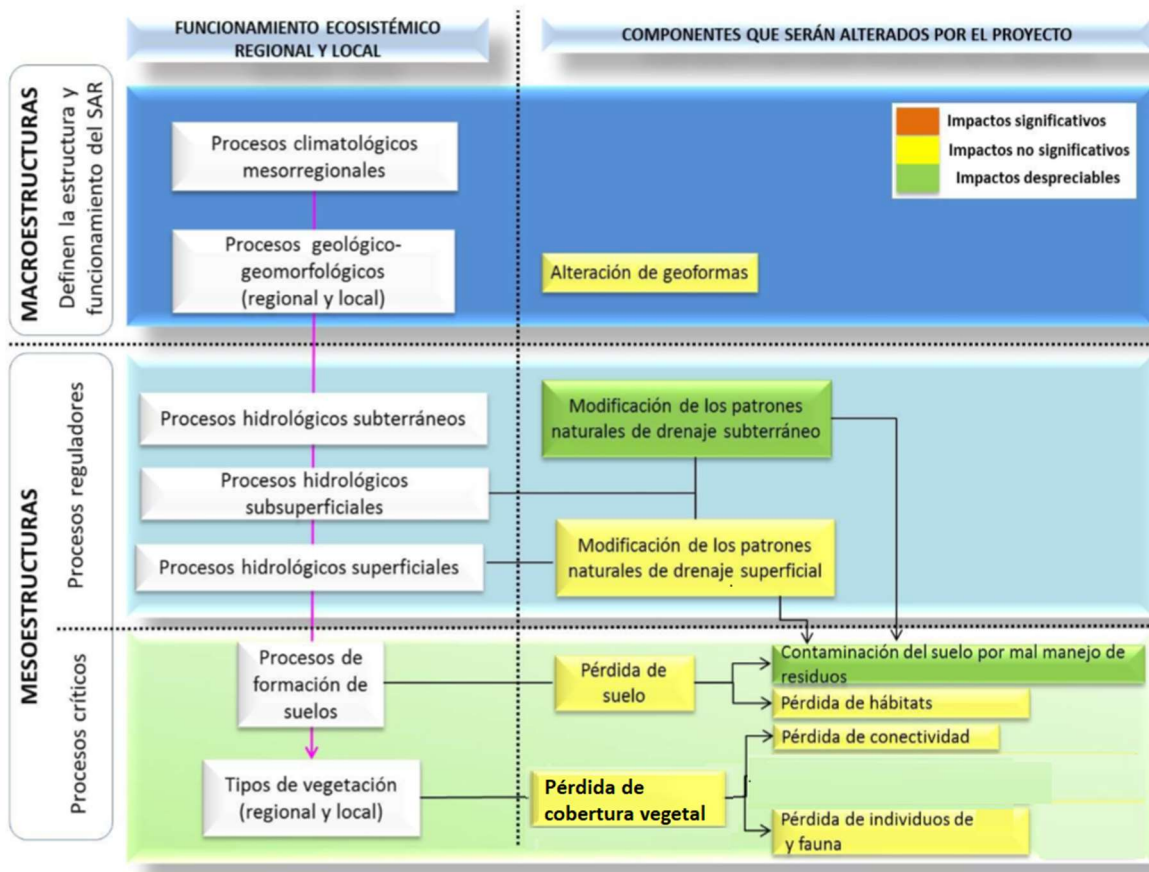 FUNCIONAMIENTO ECOSISTÉMICO
REGIONAL Y LOCAL
COMPONENTES QUE SERÁN ALTERADOS POR EL PROYECTO
MACROESTRUCTURAS
Definen la estructura y
funcionamiento del SAR
Procesos climatológicos
mesorregionales
Procesos geológico-
geomorfológicos
(regional y local)
Alteración de geoformas
Impactos significativos
Impactos no significativos
Impactos despreciables
MESOESTRUCTURAS
Procesos reguladores
Procesos hidrológicos subterráneos
Procesos hidrológicos
subsuperficiales
Procesos hidrológicos superficiales
Modificación de los patrones
naturales de drenaje subterráneo
Modificación de los patrones
naturales de drenaje superficial
Procesos críticos
Procesos de
formación de
suelos
Tipos de vegetación
(regional y local)
Pérdida de
suelo
Pérdida de
cobertura vegetal
Contaminación del suelo por mal manejo de
residuos
Pérdida de hábitats
Pérdida de conectividad
Pérdida de individuos de
y fauna